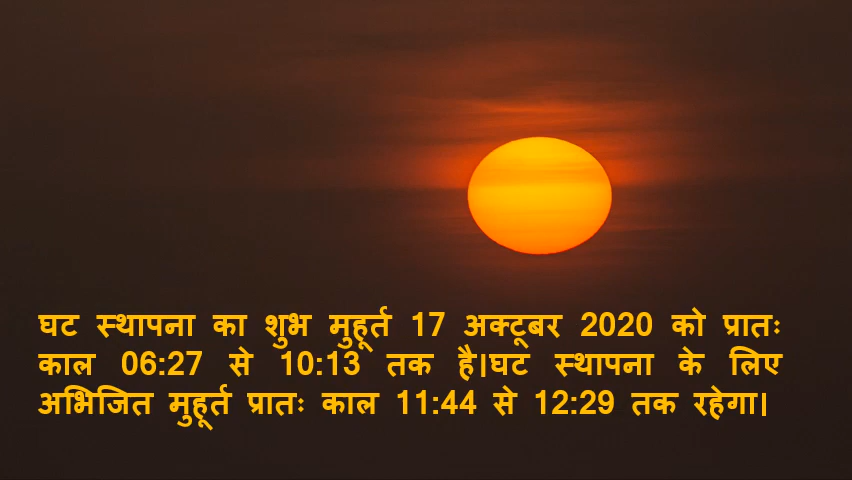 घट स्थापना का शुभ मुहूर्त 17 अक्टूबर 2020 को प्रातः
काल 06:27 से 10:13 तक है।घट स्थापना के लिए
अभिजित मुहूर्त प्रातः काल 11:44 से 12:29 तक रहेगा।